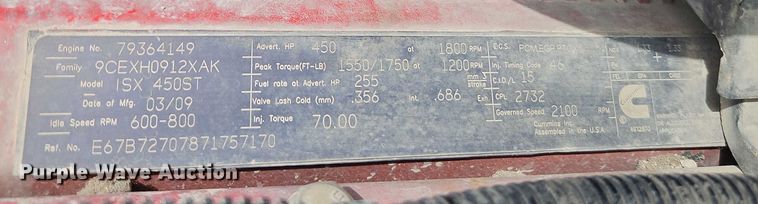 Engine No. 79364149
Family 9CEXH0912XAK
Model ISX 450ST
Date of Mfg. 03/09
Idle Speed RPM 600-800
Ref. No. E67B72707871757170
Advert. HP 450 at 1800 RPM
Peak Torque(FT-LB) 1550/1750 at 1200 RPM
Fuel rate at Advert. HP 255 mm³ stroke
Valve Lash Cold (mm) .356 Int. .686 Exh
Inj. Torque 70.00
E.C.S.
Inj. Timing Code 46
C.I.D/L 15
CPL 2732
Governed Speed 2100 RPM
Cummins Inc.
Assembled in the U.S.A.
Purple Wave Auction